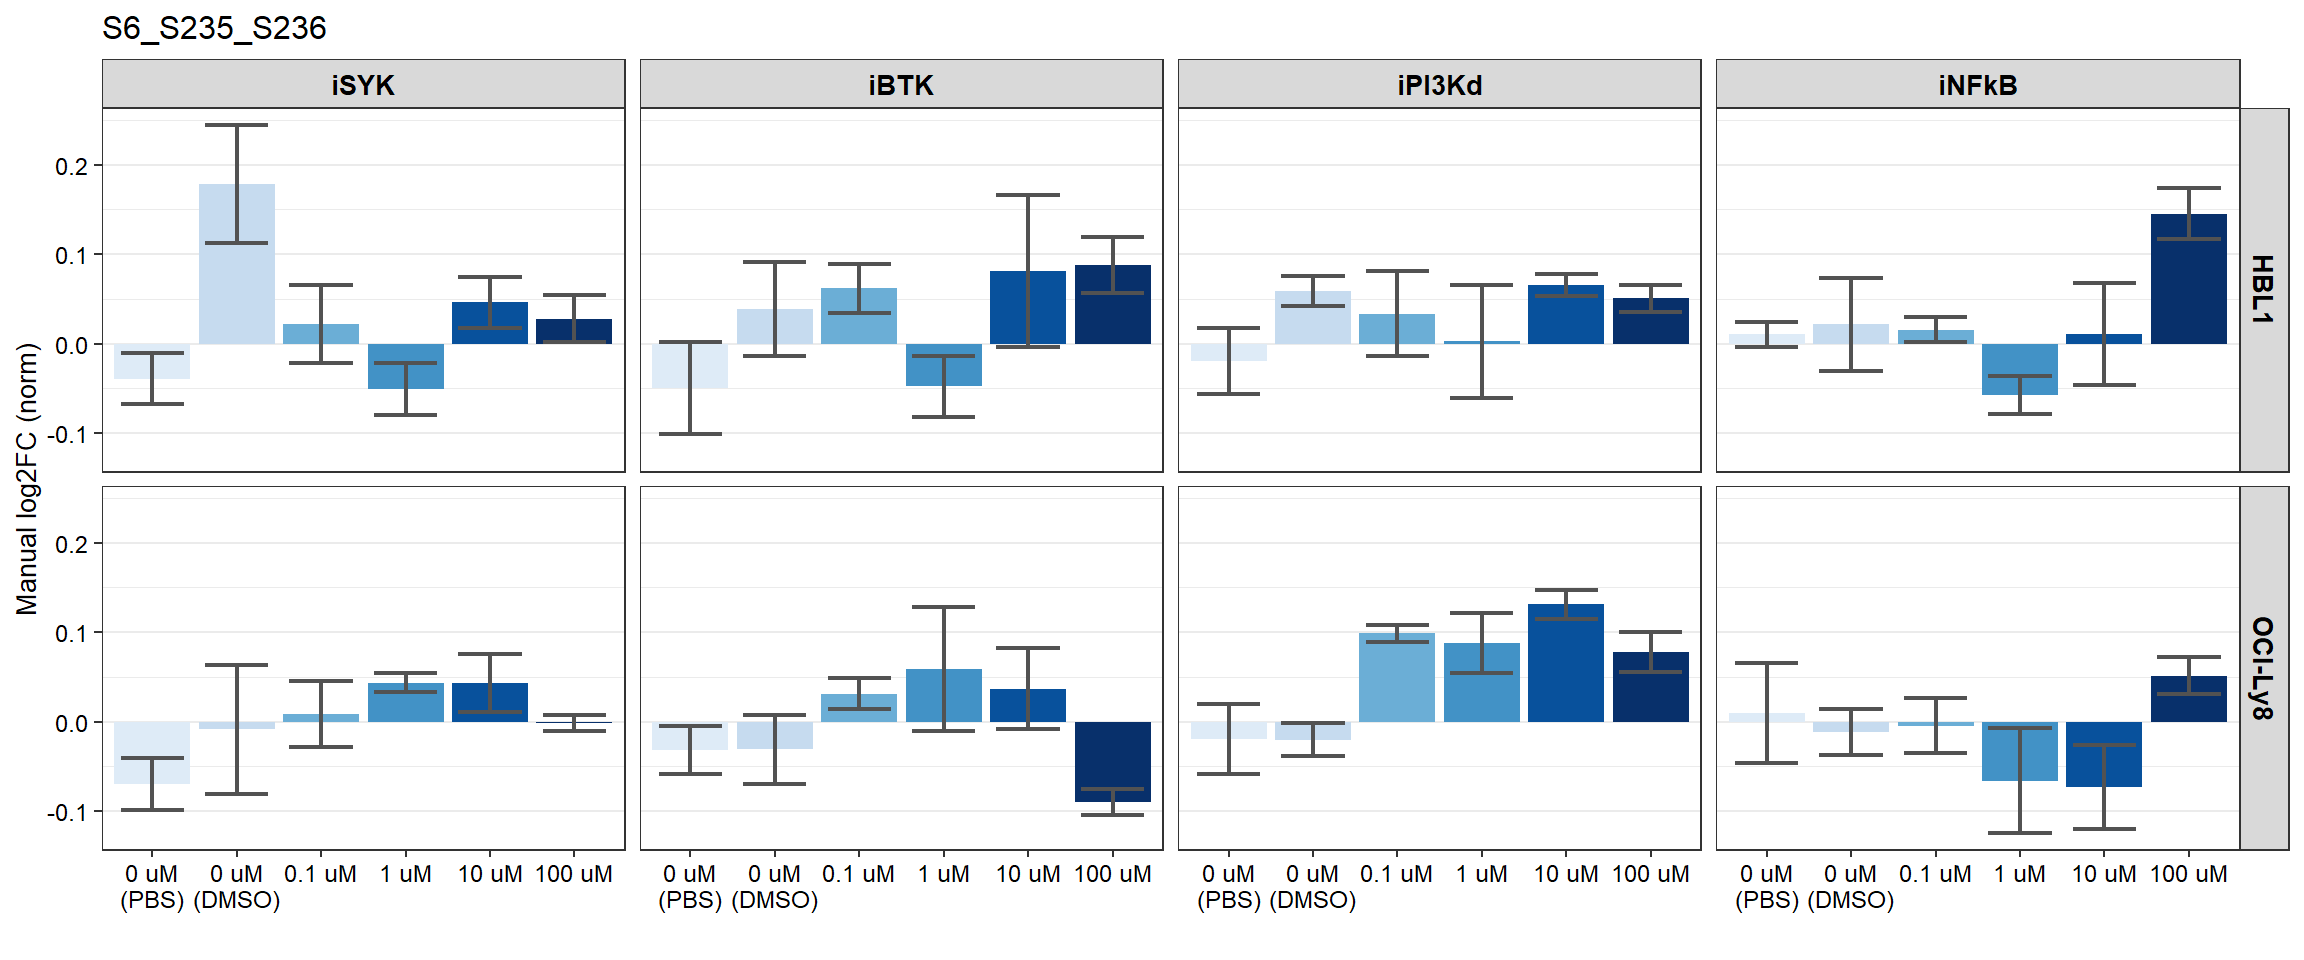 S6_S235_S236
iSYK
iBTK
iPI3Kd
iNFkB
Manual log2FC (norm)
0.2
0.1
0.0
-0.1
HBL1
0.2
0.1
0.0
-0.1
OCI-Ly8
0 uM 0 uM 0.1 uM 1 uM 10 uM 100 uM
(PBS) (DMSO)
0 uM 0 uM 0.1 uM 1 uM 10 uM 100 uM
(PBS) (DMSO)
0 uM 0 uM 0.1 uM 1 uM 10 uM 100 uM
(PBS) (DMSO)
0 uM 0 uM 0.1 uM 1 uM 10 uM 100 uM
(PBS) (DMSO)